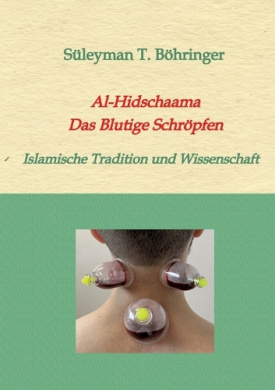 Süleyman T. Böhringer
Al-Hidschaama
Das Blutige Schröpfen
Islamische Tradition und Wissenschaft